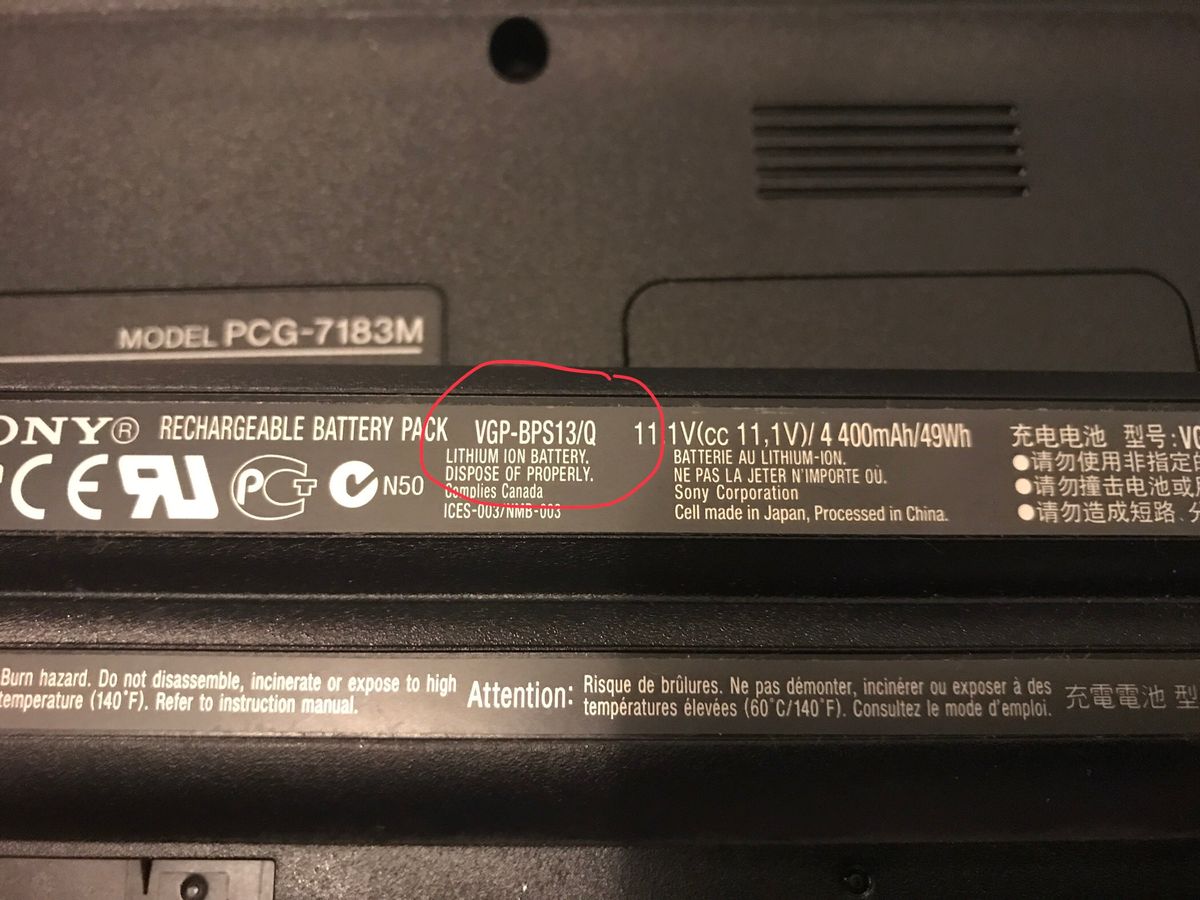 MODEL PCG-7183M
ONY® RECHARGEABLE BATTERY PACK VGP-BPS13/Q 11,1V(cc 11,1V)/4 400mAh/49Wh 充电电池 型号:
LITHIUM ION BATTERY.
DISPOSE OF PROPERLY.
Complies Canada
ICES-003/NMB-003
BATTERIE AU LITHIUM-ION.
NE PAS LA JETER N'IMPORTE OÙ.
Sony Corporation
Cell made in Japan, Processed in China.
●请勿使用非指定的
●请勿撞击电池或
●请勿造成短路.
CE RU PCT N50
Burn hazard. Do not disassemble, incinerate or expose to high
temperature (140°F). Refer to instruction manual.
Attention: Risque de brûlures. Ne pas démonter, incinérer ou exposer à des
températures élevées (60°C/140°F). Consultez le mode d'emploi.
充電電池 型